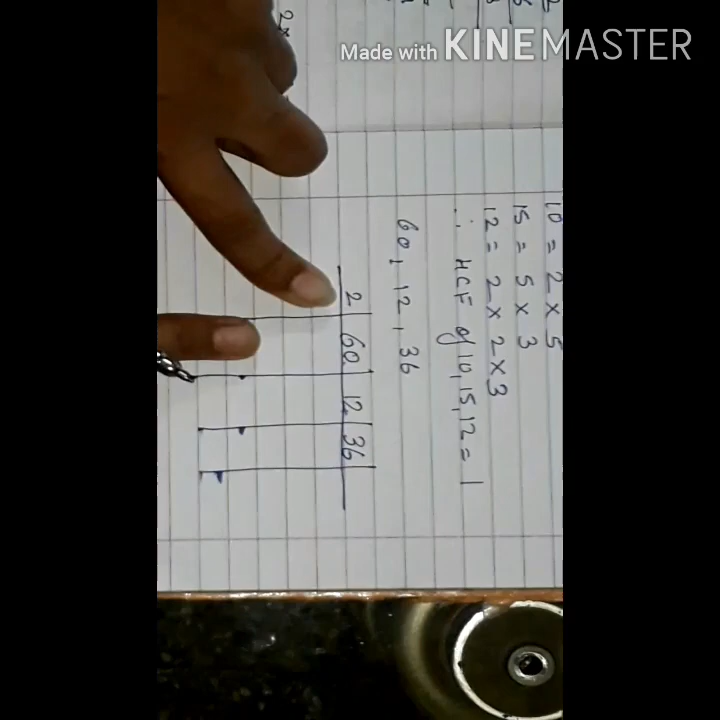 Made with KINEMASTER
10 = 2 x 5
15 = 5 x 3
12 = 2 x 2 x 3
∴ HCF of 10, 15, 12 = 1
60, 12, 36
2 | 60 | 12 | 36
2x